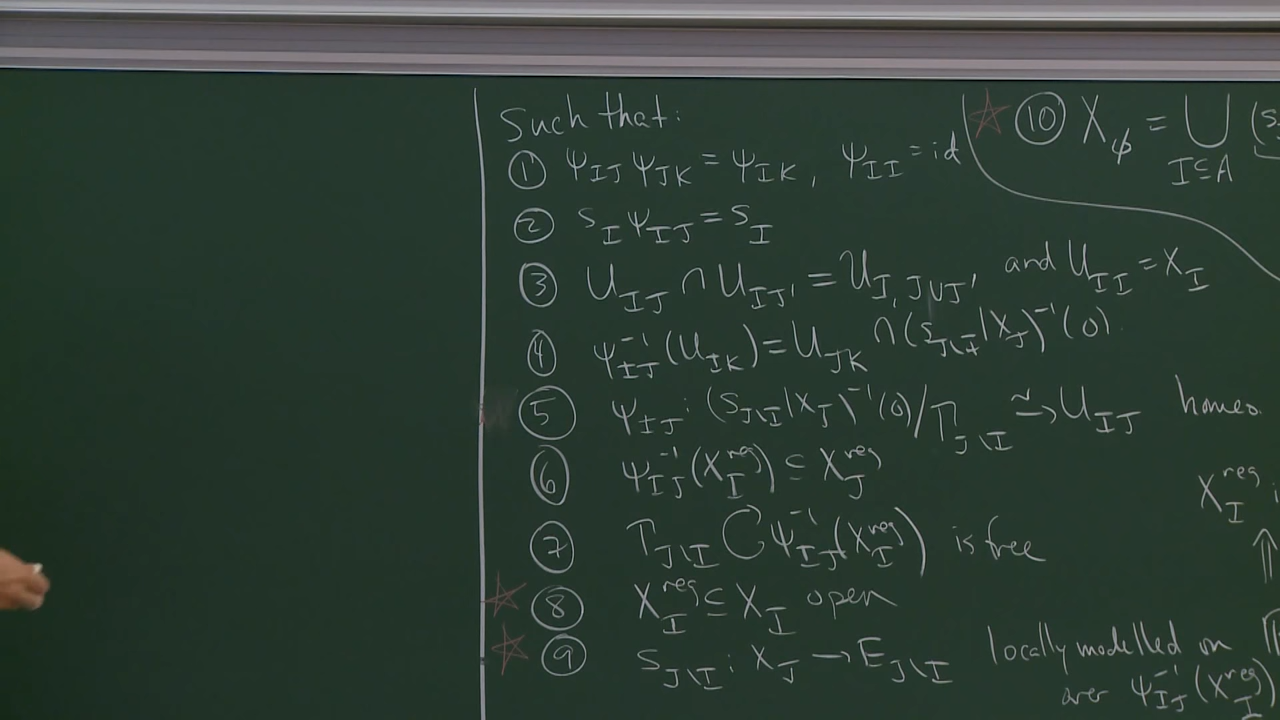 Such that:
① ψ_IJ ψ_JK = ψ_IK, ψ_II = id
② s_I ψ_IJ = s_I
③ U_IJ ∩ U_IJ' = U_I,J∪J' and U_II = X_I
④ ψ_IJ^-1(U_IK) = U_JK ∩ (s_J\I|X_J)^-1(0)
⑤ ψ_IJ : (s_J\I|X_J)^-1(0)/Γ_J\I ≃→ U_IJ homeo.
⑥ ψ_IJ^-1(X_I^reg) ⊆ X_J^reg
⑦ Γ_J\I ↻ ψ_IJ^-1(X_I^reg) is free
☆ ⑧ X_I^reg ⊆ X_I open
☆ ⑨ s_J\I : X_J → E_J\I locally modelled on
over ψ_IJ^-1(X_I^reg)
☆ ⑩ X_ϕ = ⋃_{I⊆A} (s
X_I^reg
⇑